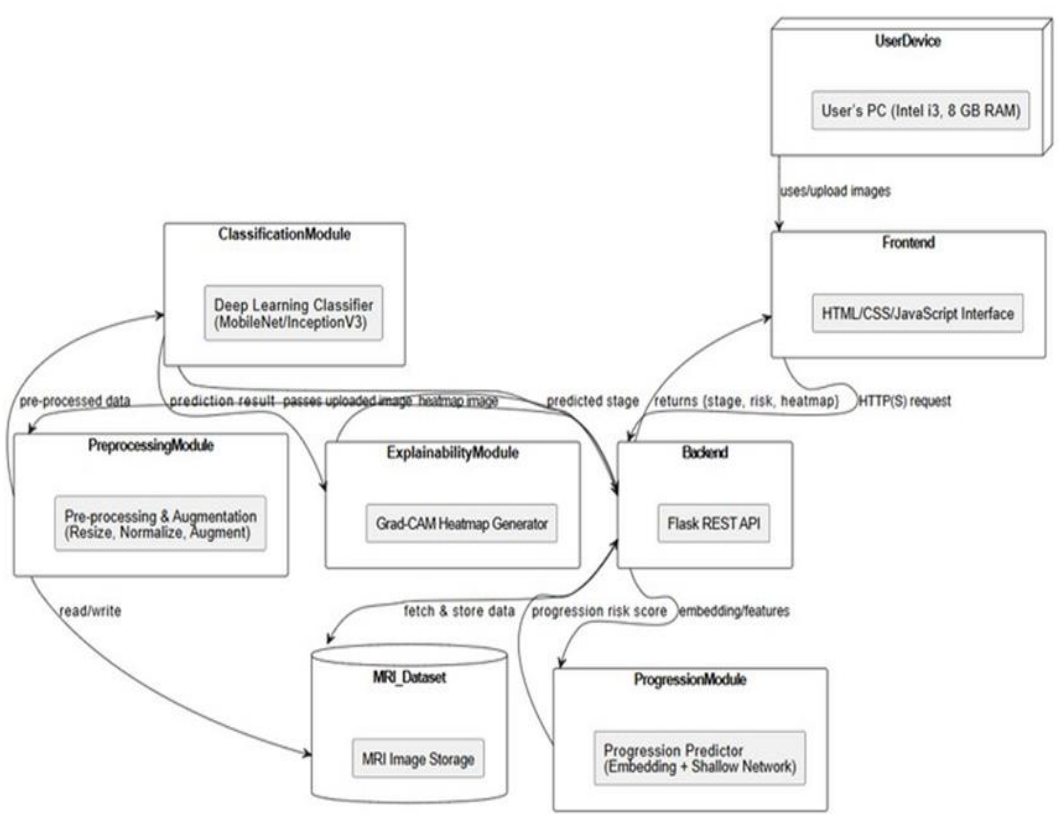 UserDevice
User's PC (Intel i3, 8 GB RAM)
uses/upload images
ClassificationModule
Deep Learning Classifier
(MobileNet/InceptionV3)
Frontend
HTML/CSS/JavaScript Interface
pre-processed data
prediction result
passes uploaded image
heatmap image
predicted stage
returns {stage, risk, heatmap}
HTTP(S) request
PreprocessingModule
Pre-processing & Augmentation
(Resize, Normalize, Augment)
ExplainabilityModule
Grad-CAM Heatmap Generator
Backend
Flask REST API
read/write
fetch & store data
progression risk score
embedding/features
MRI_Dataset
MRI Image Storage
ProgressionModule
Progression Predictor
(Embedding + Shallow Network)